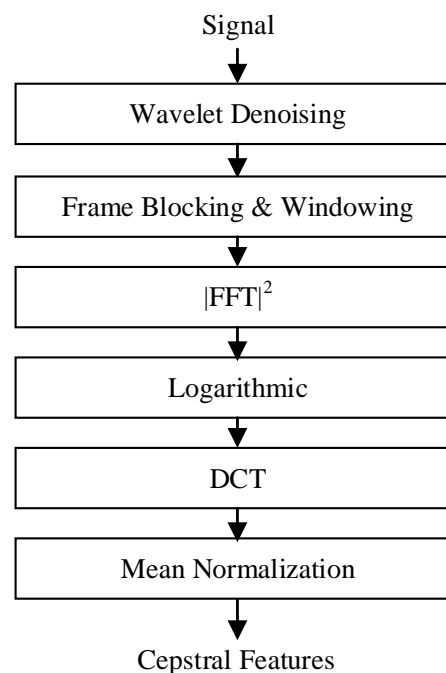 Signal
Wavelet Denoising
Frame Blocking & Windowing
|FFT|²
Logarithmic
DCT
Mean Normalization
Cepstral Features